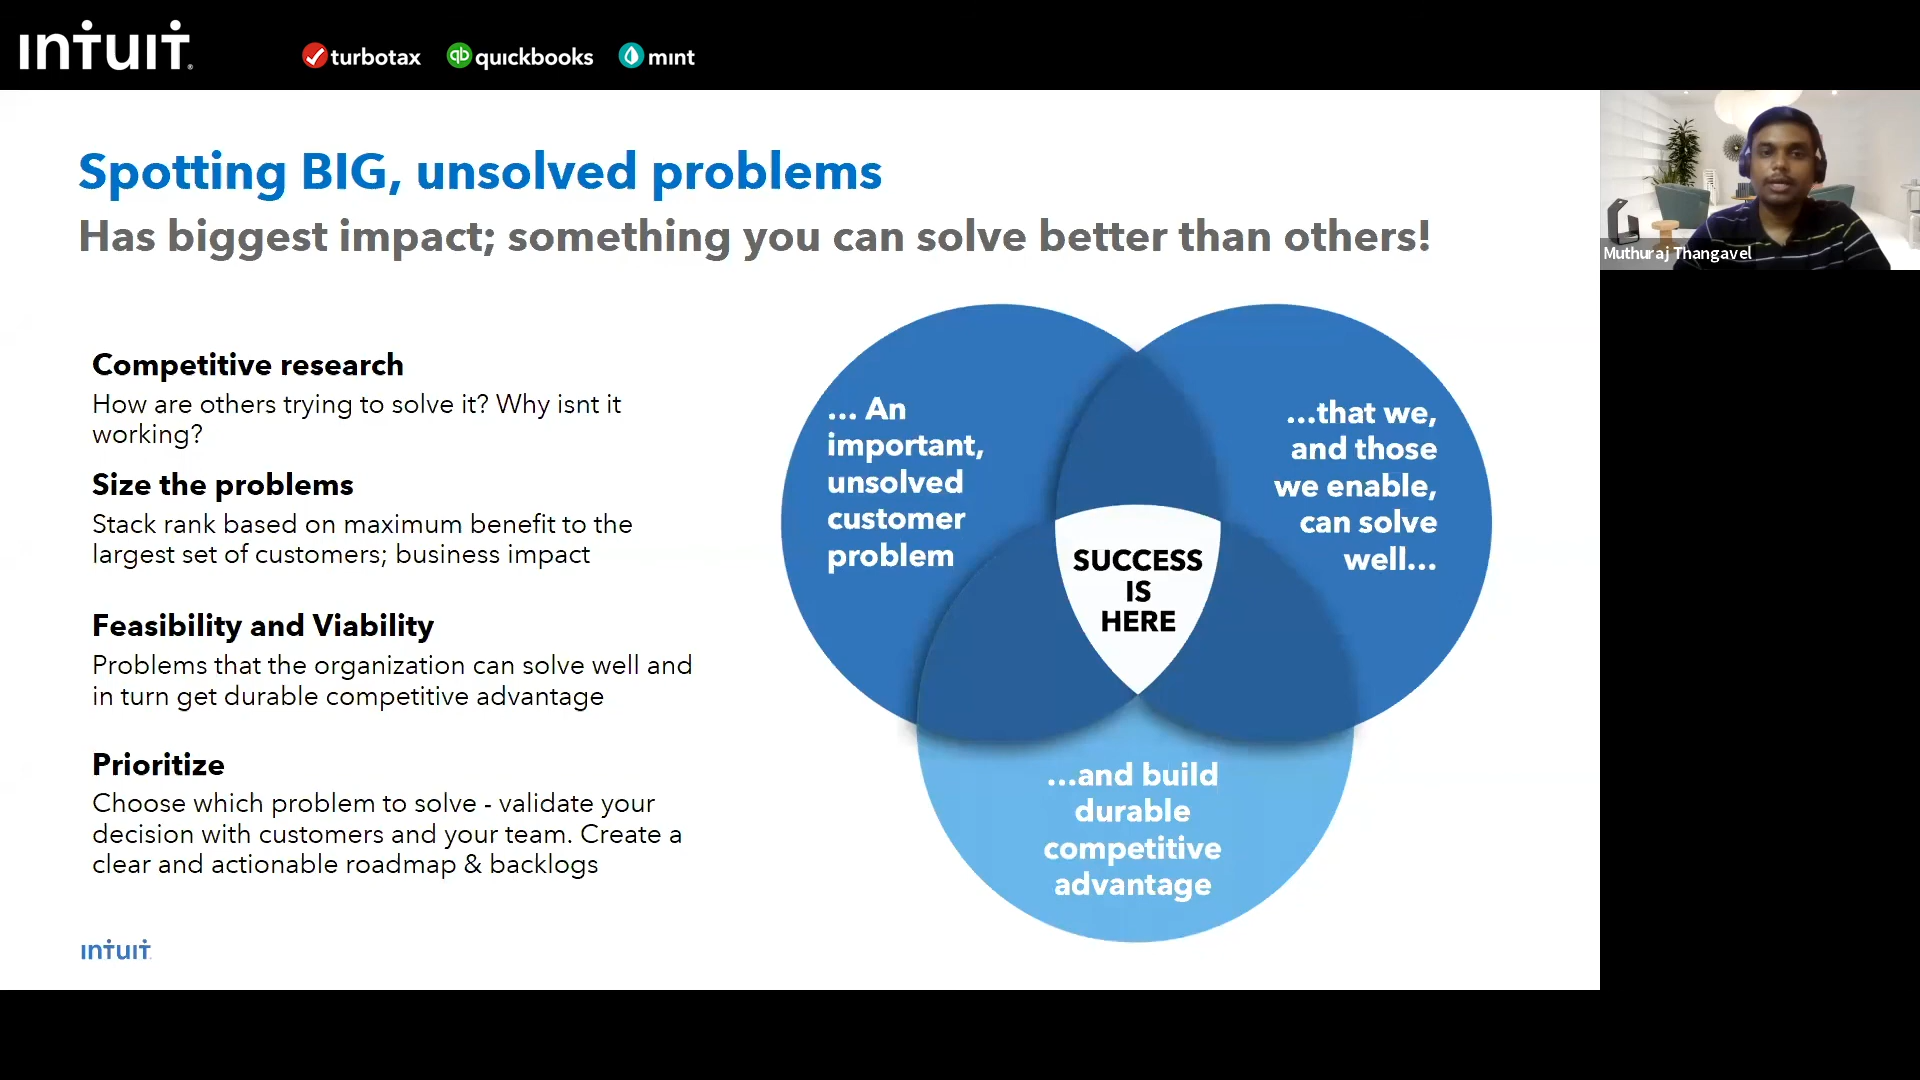 intuit
turbotax quickbooks mint
Spotting BIG, unsolved problems
Has biggest impact; something you can solve better than others!
Muthuraj Thangavel
Competitive research
How are others trying to solve it? Why isnt it
working?
Size the problems
Stack rank based on maximum benefit to the
largest set of customers; business impact
Feasibility and Viability
Problems that the organization can solve well and
in turn get durable competitive advantage
Prioritize
Choose which problem to solve - validate your
decision with customers and your team. Create a
clear and actionable roadmap & backlogs
... An
important,
unsolved
customer
problem
...that we,
and those
we enable,
can solve
well...
SUCCESS
IS
HERE
...and build
durable
competitive
advantage
intuit